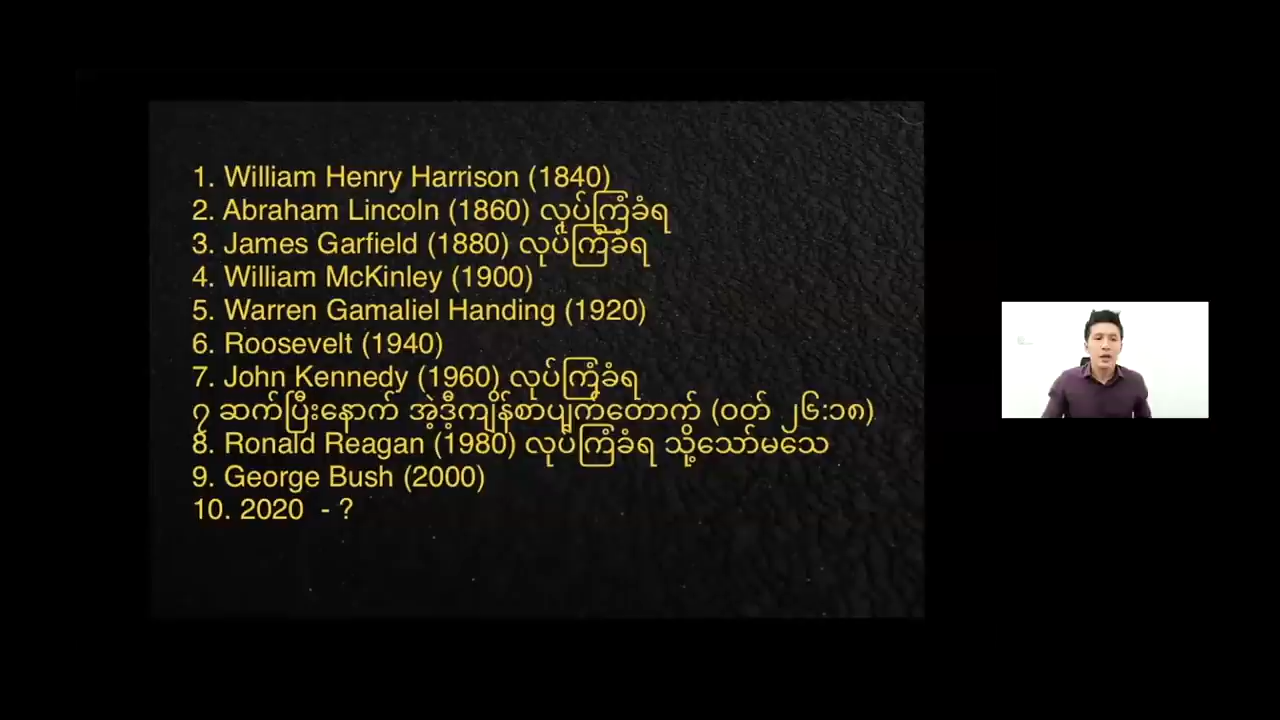 1. William Henry Harrison (1840)
2. Abraham Lincoln (1860) လုပ်ကြံခံရ
3. James Garfield (1880) လုပ်ကြံခံရ
4. William McKinley (1900)
5. Warren Gamaliel Handing (1920)
6. Roosevelt (1940)
7. John Kennedy (1960) လုပ်ကြံခံရ
၇ ဆက်ပြီးနောက် အဲ့ဒီ့ကျိန်စာပျက်တောက် (ဝတ် ၂၆:၁၈)
8. Ronald Reagan (1980) လုပ်ကြံခံရ သို့သော်မသေ
9. George Bush (2000)
10. 2020 - ?